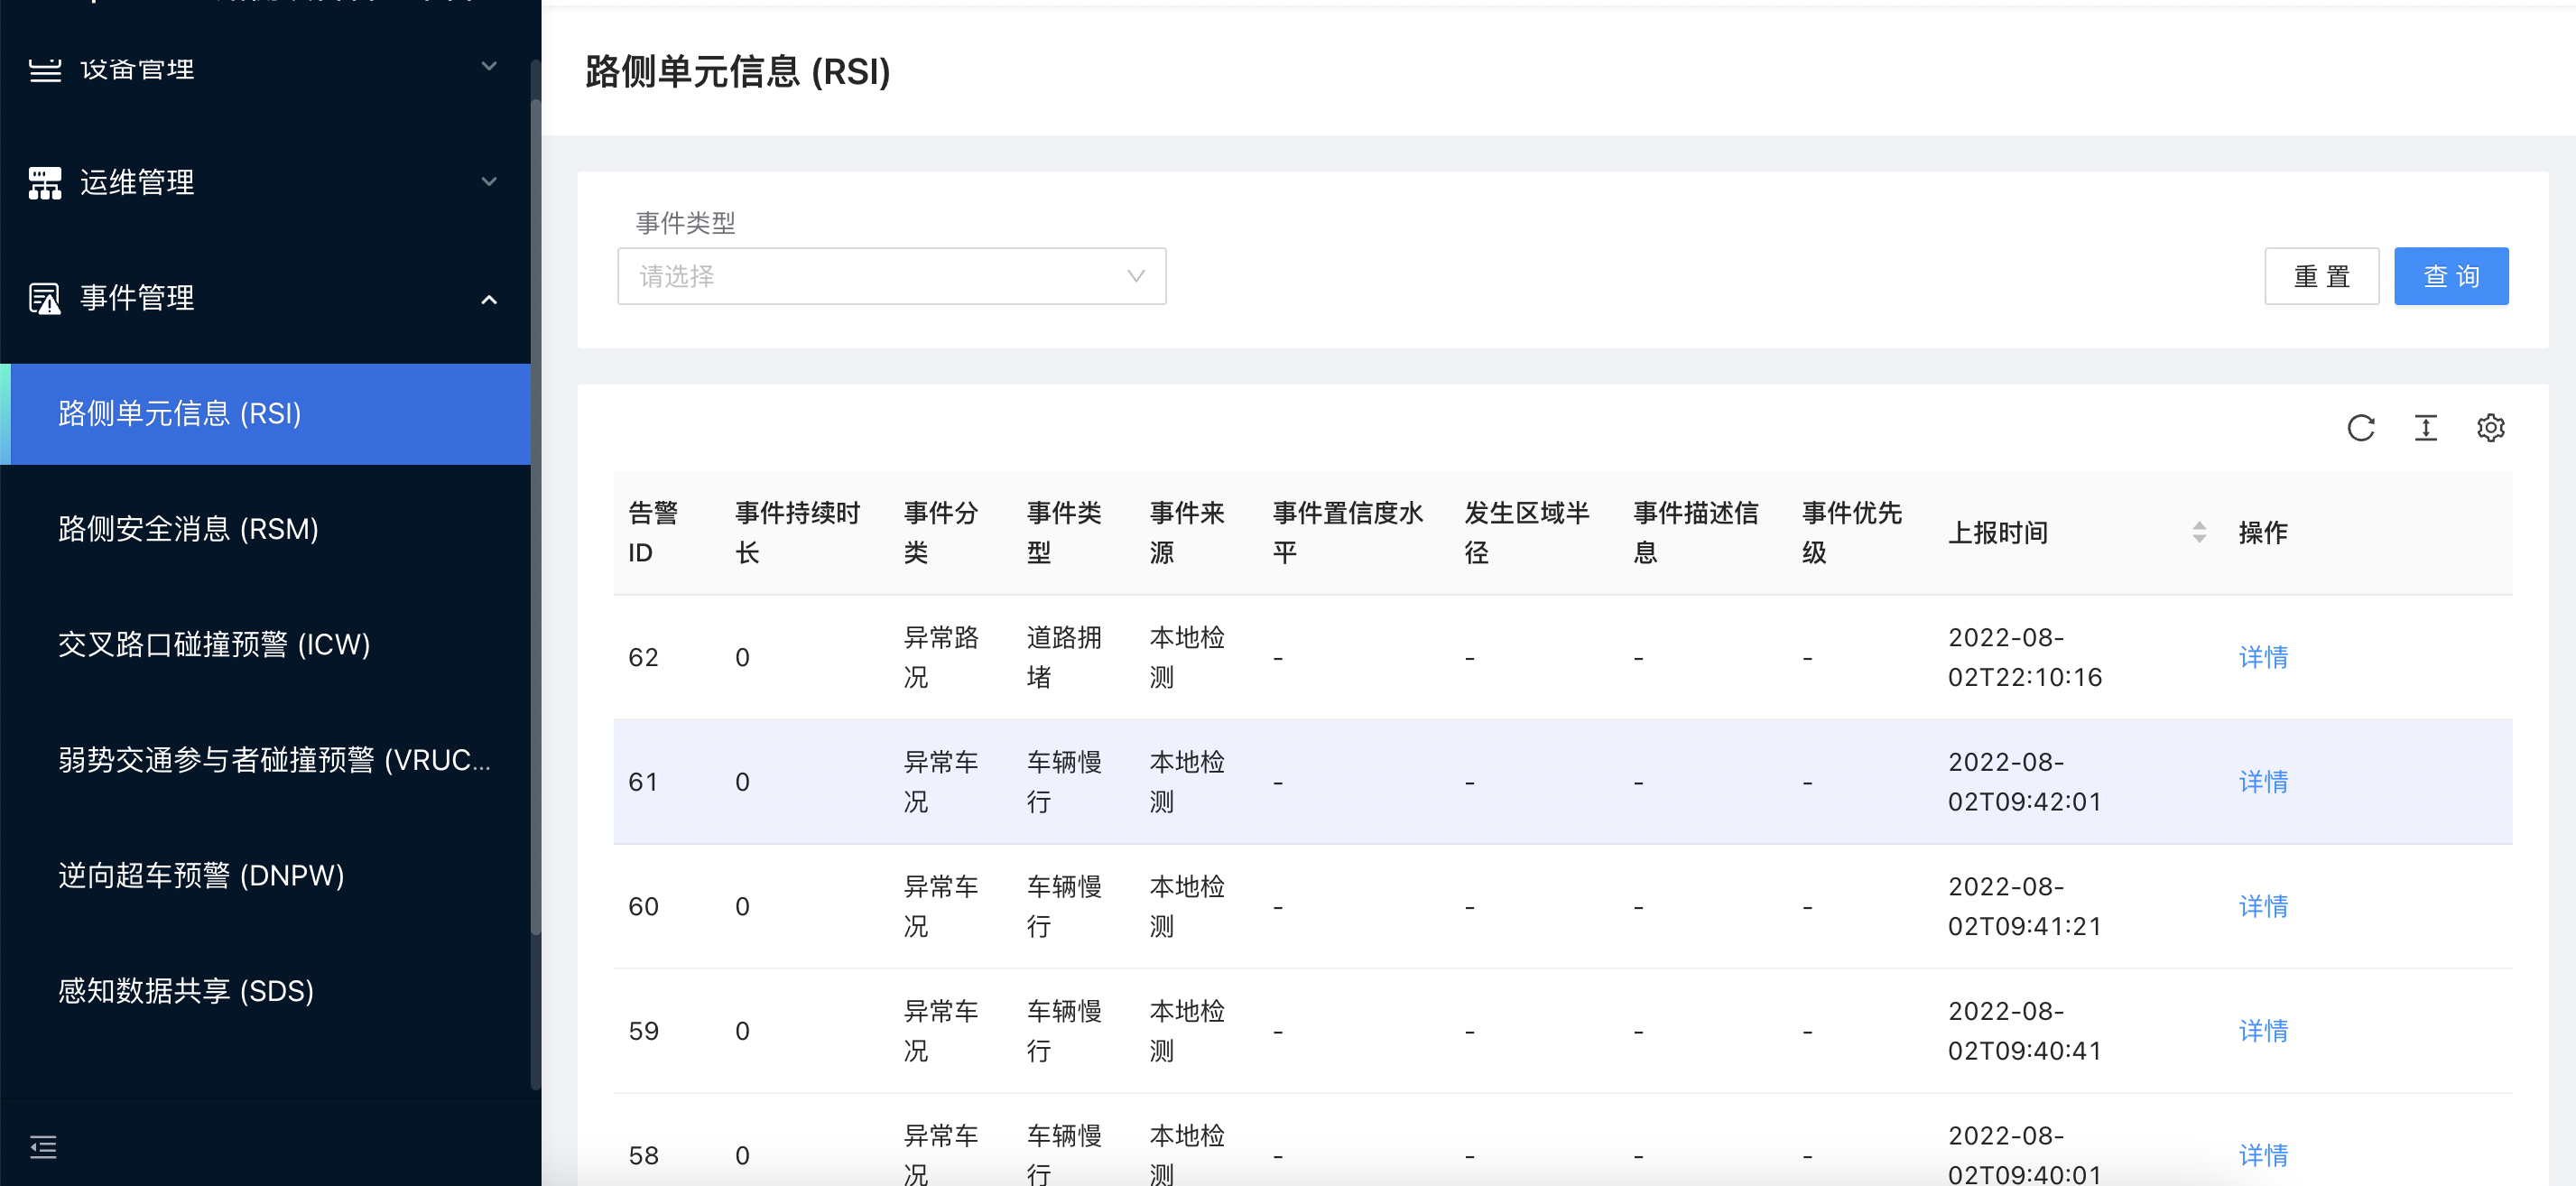 设备管理
运维管理
事件管理
路侧单元信息 (RSI)
路侧安全消息 (RSM)
交叉路口碰撞预警 (ICW)
弱势交通参与者碰撞预警 (VRUC...
逆向超车预警 (DNPW)
感知数据共享 (SDS)
路侧单元信息 (RSI)
事件类型
请选择
重 置
查 询
告警
ID
事件持续时
长
事件分
类
事件类
型
事件来
源
事件置信度水
平
发生区域半
径
事件描述信
息
事件优先
级
上报时间
操作
62
0
异常路
况
道路拥
堵
本地检
测
-
-
-
-
2022-08-
02T22:10:16
详情
61
0
异常车
况
车辆慢
行
本地检
测
-
-
-
-
2022-08-
02T09:42:01
详情
60
0
异常车
况
车辆慢
行
本地检
测
-
-
-
-
2022-08-
02T09:41:21
详情
59
0
异常车
况
车辆慢
行
本地检
测
-
-
-
-
2022-08-
02T09:40:41
详情
58
0
异常车
况
车辆慢
行
本地检
测
-
-
-
-
2022-08-
02T09:40:01
详情